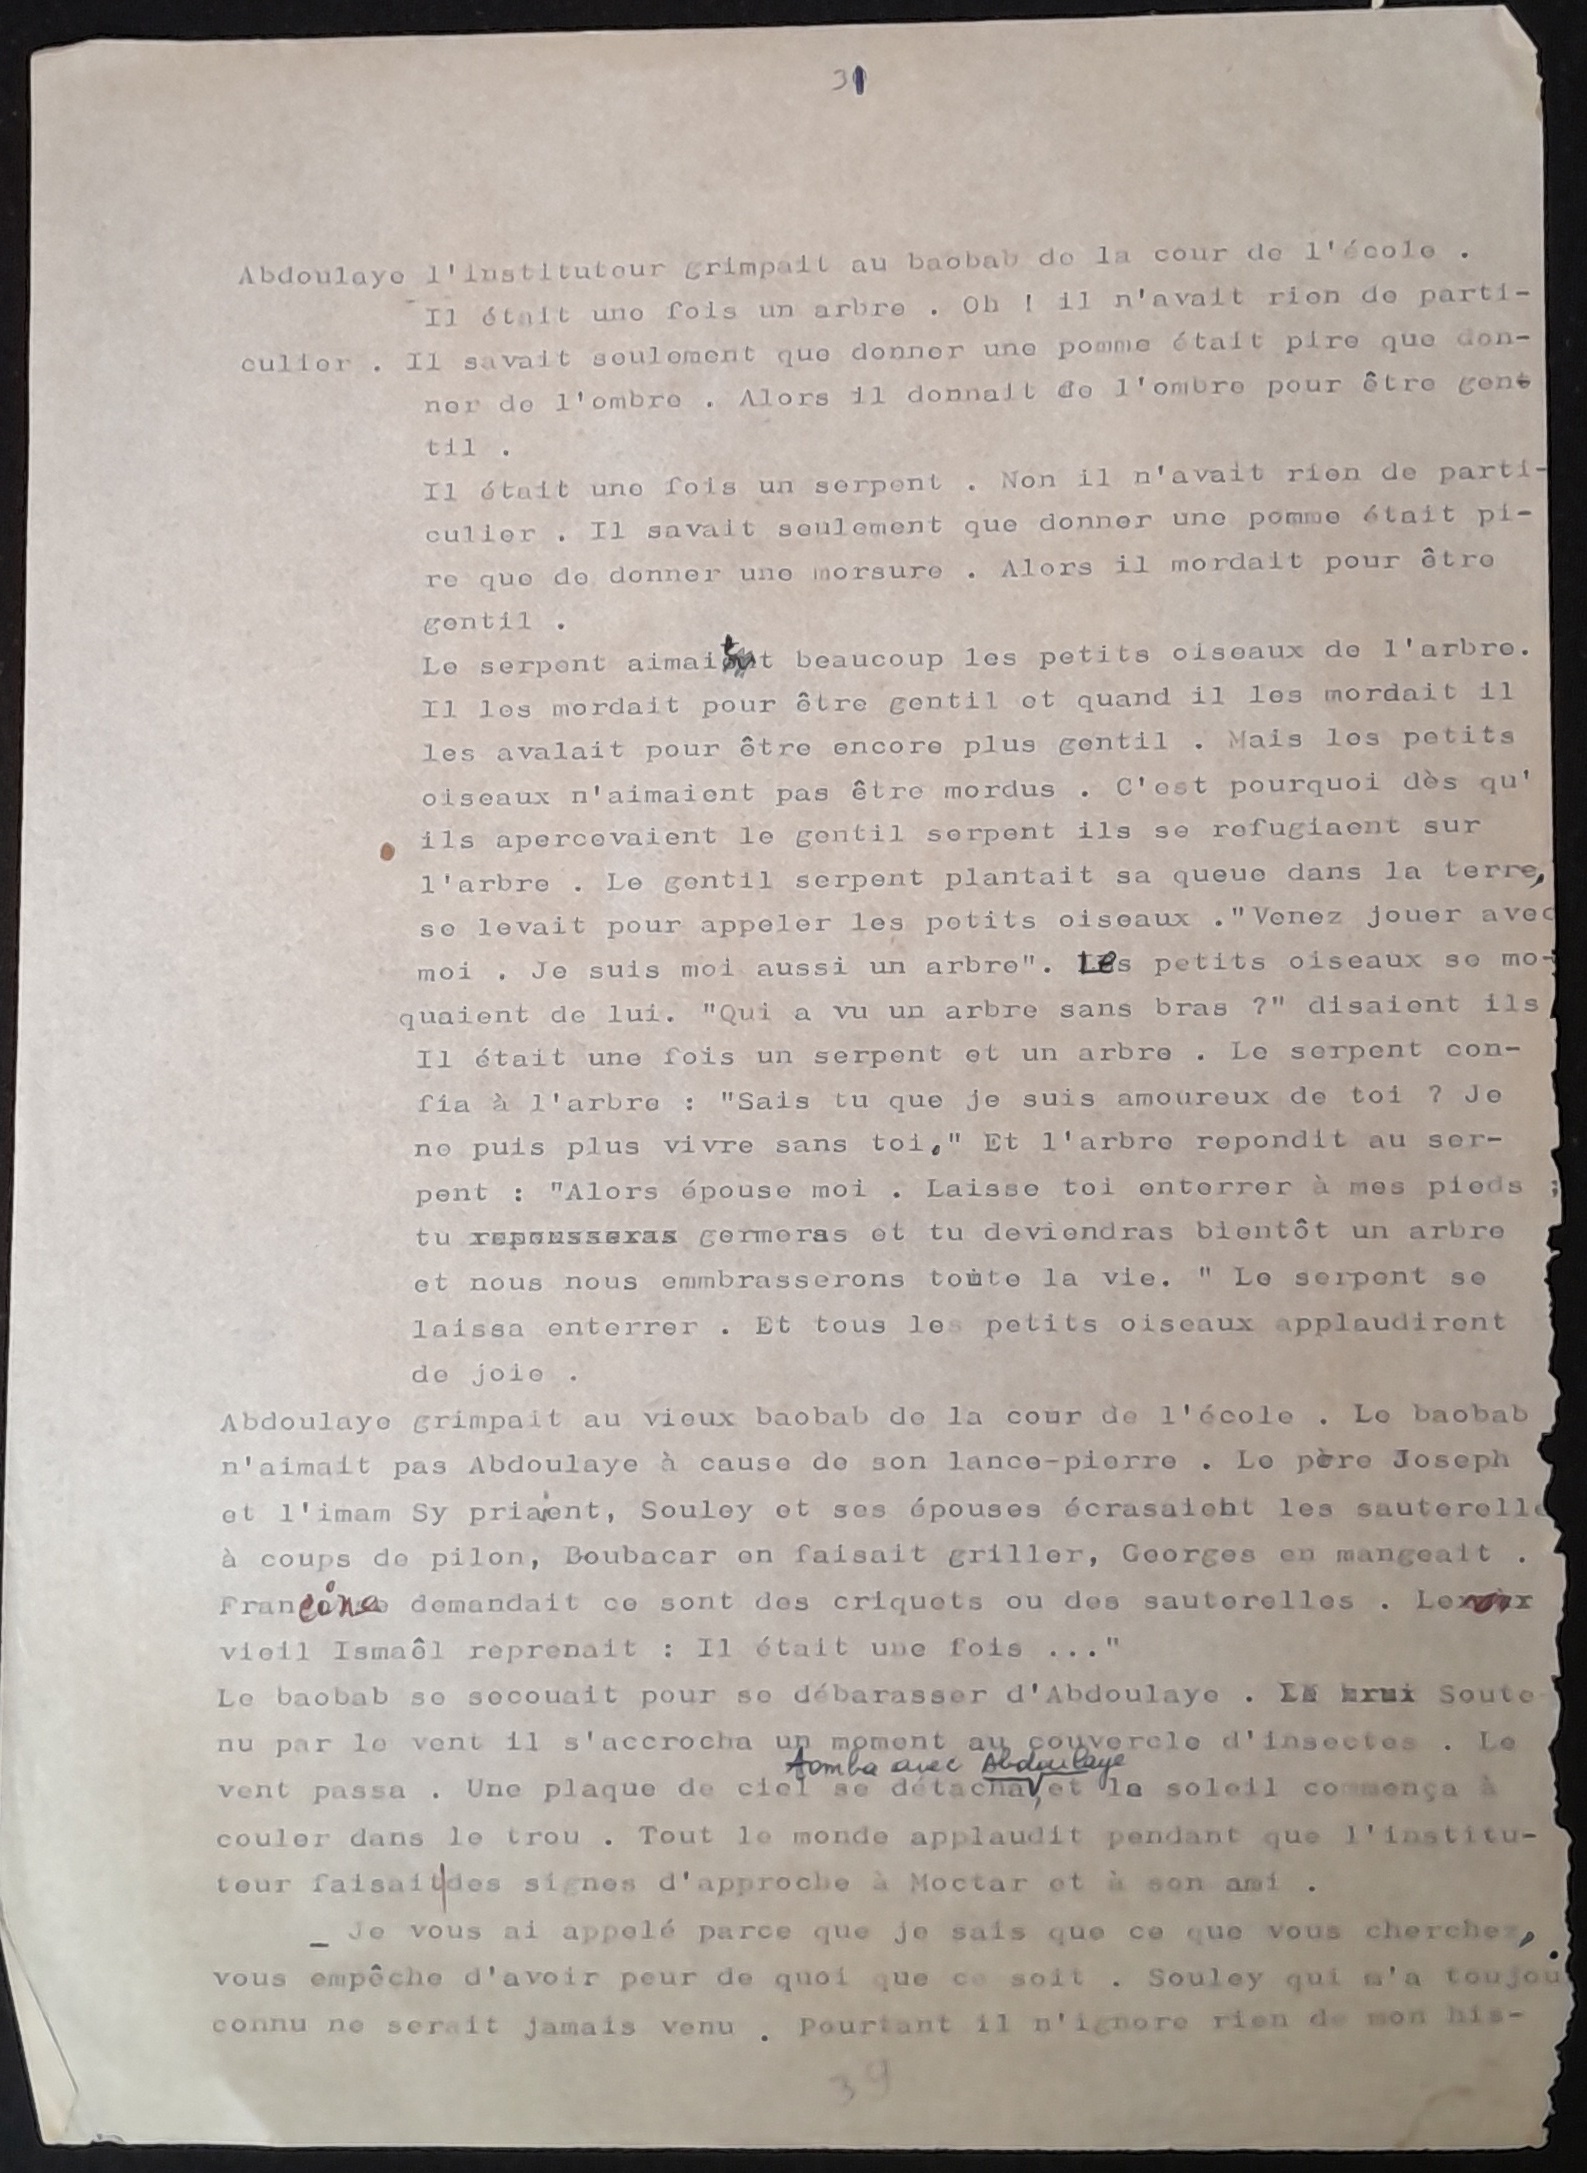 31
Abdoulaye l'instituteur grimpait au baobab de la cour de l'école .
Il était une fois un arbre . Oh ! il n'avait rien de parti-
culier . Il savait seulement que donner une pomme était pire que don-
ner de l'ombre . Alors il donnait de l'ombre pour être gen
til .
Il était une fois un serpent . Non il n'avait rien de parti-
culier . Il savait seulement que donner une pomme était pi-
re que de donner une morsure . Alors il mordait pour être
gentil .
Le serpent aimait beaucoup les petits oiseaux de l'arbre.
Il les mordait pour être gentil et quand il les mordait il
les avalait pour être encore plus gentil . Mais les petits
oiseaux n'aimaient pas être mordus . C'est pourquoi dès qu'
ils apercevaient le gentil serpent ils se refugiaent sur
l'arbre . Le gentil serpent plantait sa queue dans la terre,
se levait pour appeler les petits oiseaux ."Venez jouer avec
moi . Je suis moi aussi un arbre". Les petits oiseaux se mo-
quaient de lui. "Qui a vu un arbre sans bras ?" disaient ils
Il était une fois un serpent et un arbre . Le serpent con-
fia à l'arbre : "Sais tu que je suis amoureux de toi ? Je
ne puis plus vivre sans toi." Et l'arbre repondit au ser-
pent : "Alors épouse moi . Laisse toi enterrer à mes pieds ;
tu repousseras germeras et tu deviendras bientôt un arbre
et nous nous emmbrasserons toute la vie. " Le serpent se
laissa enterrer . Et tous les petits oiseaux applaudirent
de joie .
Abdoulaye grimpait au vieux baobab de la cour de l'école . Le baobab
n'aimait pas Abdoulaye à cause de son lance-pierre . Le père Joseph
et l'imam Sy priaient, Souley et ses épouses écrasaient les sauterelle
à coups de pilon, Boubacar en faisait griller, Georges en mangeait .
Francine demandait ce sont des criquets ou des sauterelles . Le
vieil Ismaêl reprenait : Il était une fois ..."
Le baobab se secouait pour se débarasser d'Abdoulaye . Soute
nu par le vent il s'accrocha un moment au couvercle d'insectes . Le
tomba avec Abdoulaye
vent passa . Une plaque de ciel se détacha, et le soleil commença à
couler dans le trou . Tout le monde applaudit pendant que l'institu-
teur faisait des signes d'approche à Moctar et à son ami .
_ Je vous ai appelé parce que je sais que ce que vous cherchez,
vous empêche d'avoir peur de quoi que ce soit . Souley qui m'a toujou
connu ne serait jamais venu . Pourtant il n'ignore rien de mon his-
39